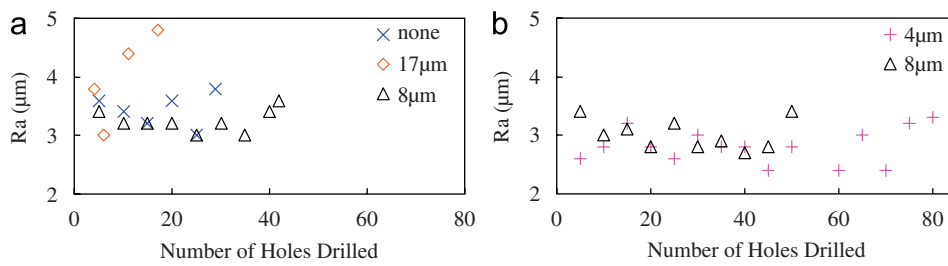 a
5
4
3
2
Ra (μm)
none
17μm
8μm
0
20
40
60
80
Number of Holes Drilled
b
5
4
3
2
Ra (μm)
4μm
8μm
0
20
40
60
80
Number of Holes Drilled